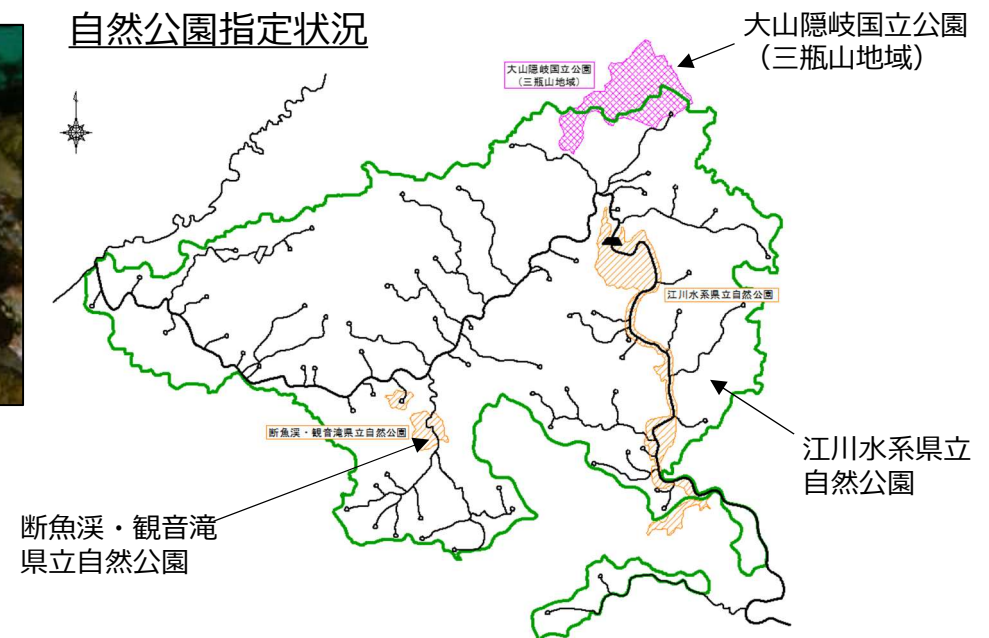 自然公園指定状況
大山隠岐国立公園
（三瓶山地域）
大山隠岐国立公園
（三瓶山地域）
江川水系県立自然公園
断魚渓・観音滝県立自然公園
江川水系県立
自然公園
断魚渓・観音滝
県立自然公園